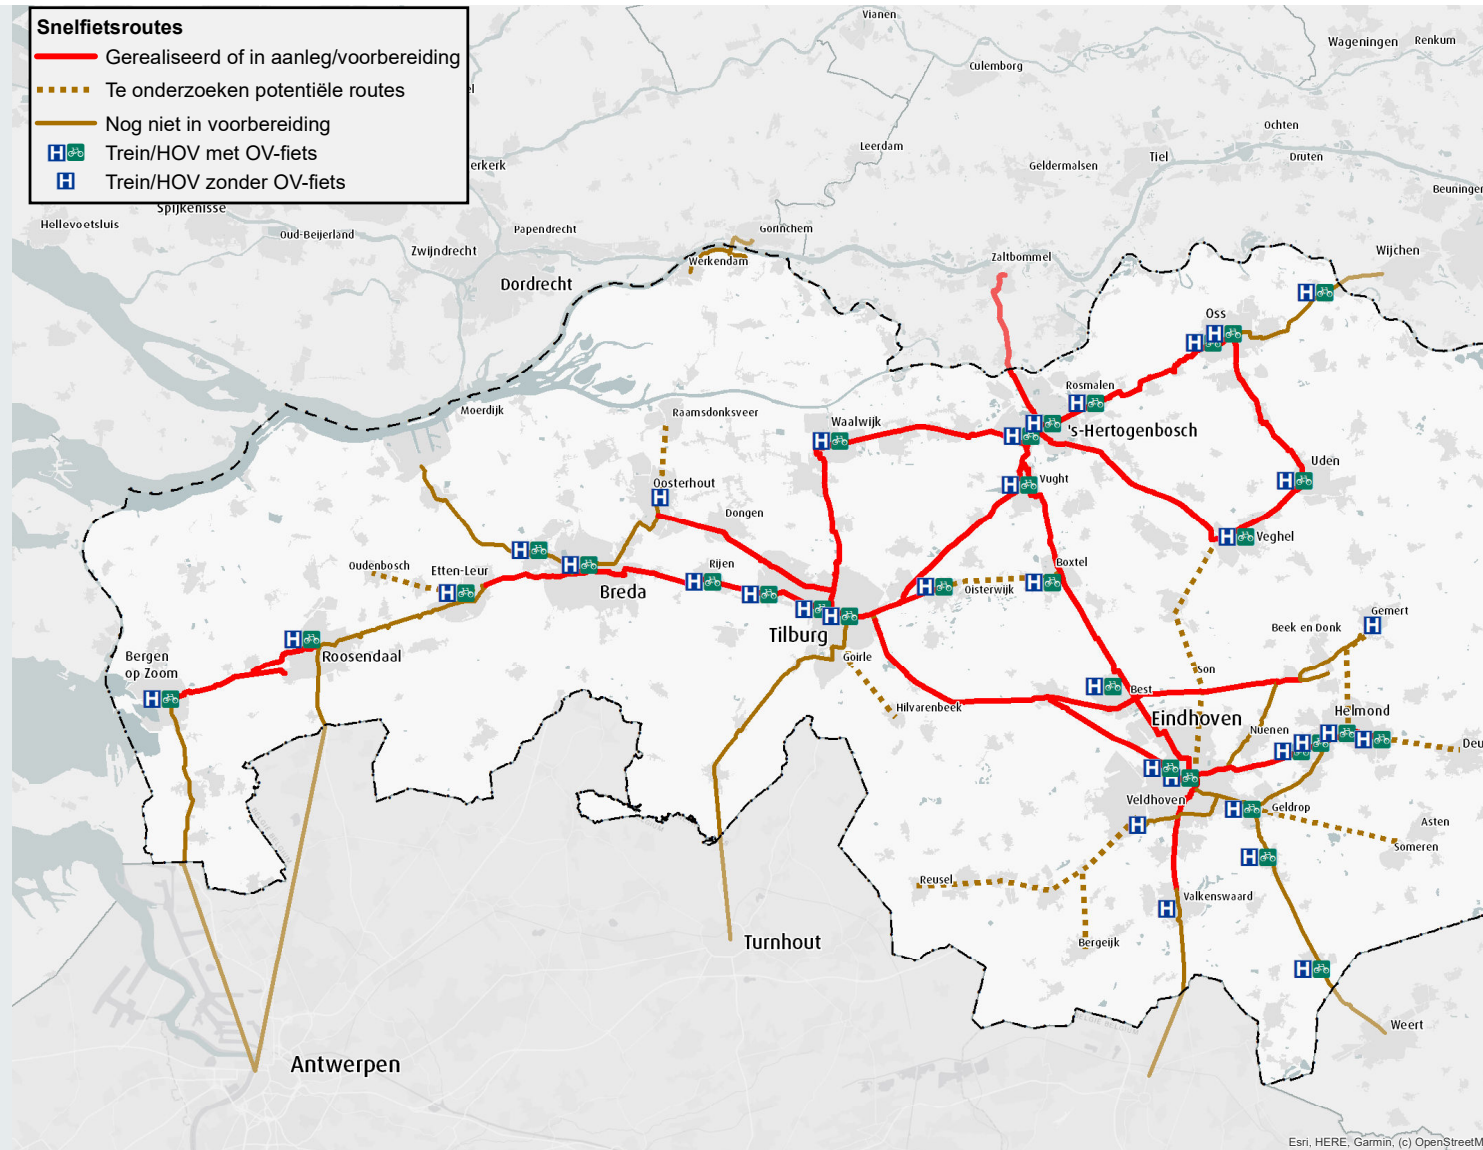 Snelfietsroutes
Gerealiseerd of in aanleg/voorbereiding
Te onderzoeken potentiële routes
Nog niet in voorbereiding
H Trein/HOV met OV-fiets
H Trein/HOV zonder OV-fiets
Vianen
Wageningen
Renkum
Culemborg
Ochten
Leerdam
Geldermalsen
Tiel
Druten
erkerk
Beuningen
Spijkenisse
Hellevoetsluis
Oud-Beijerland
Papendrecht
Gorinchem
Zwijndrecht
Werkendam
Zaltbommel
Wijchen
Dordrecht
Oss
Rosmalen
Moerdijk
Raamsdonksveer
Waalwijk
's-Hertogenbosch
Uden
Oosterhout
Vught
Dongen
Veghel
Oudenbosch
Etten-Leur
Rijen
Boxtel
Breda
Oisterwijk
Gemert
Tilburg
Beek en Donk
Bergen
op Zoom
Roosendaal
Goirle
Son
Best
Hilvarenbeek
Eindhoven
Helmond
Nuenen
Deu
Veldhoven
Geldrop
Asten
Someren
Reusel
Valkenswaard
Bergeijk
Turnhout
Weert
Antwerpen
Esri, HERE, Garmin, (c) OpenStreetM